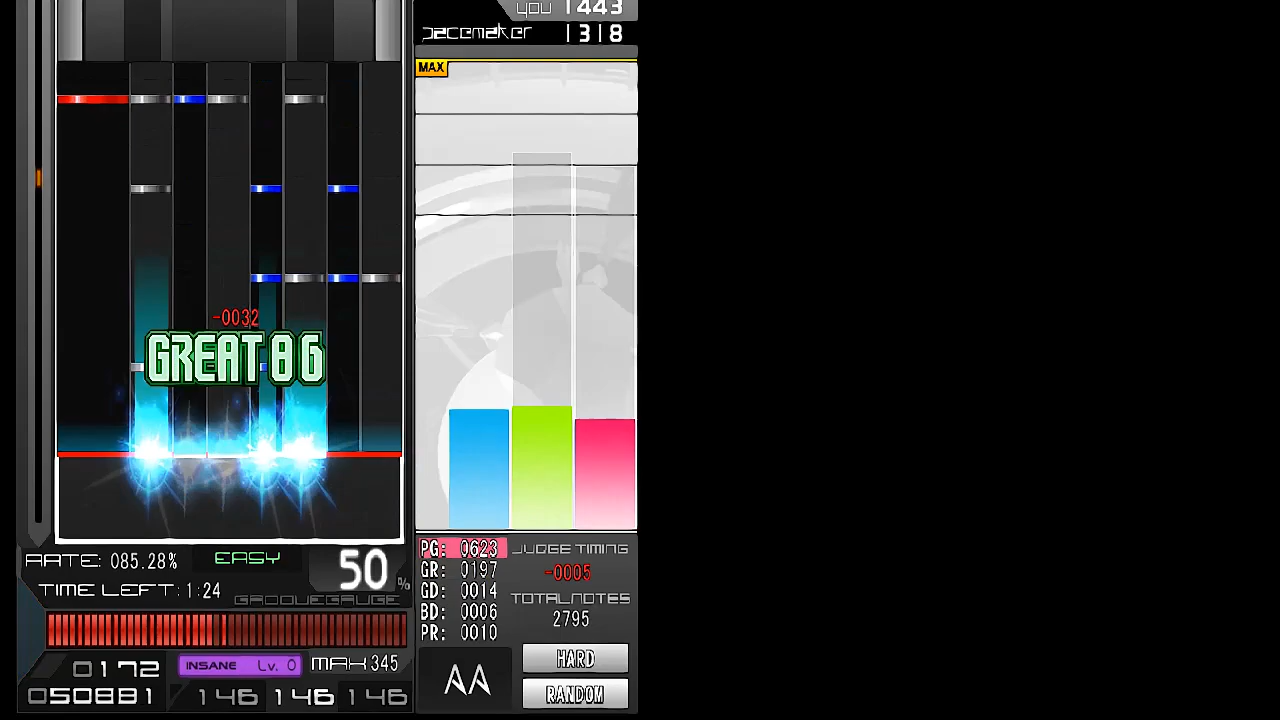 you 1443
pacemaker 1318
MAX
-0032
GREAT 86
RATE: 085.28%
EASY
50 %
TIME LEFT: 1:24
GROOVEGAUGE
0172
INSANE Lv. 0
MAX 345
050881
146 146 146
PG: 0623
GR: 0197
GD: 0014
BD: 0006
PR: 0010
JUDGE TIMING
-0005
TOTALNOTES
2795
AA
HARD
RANDOM